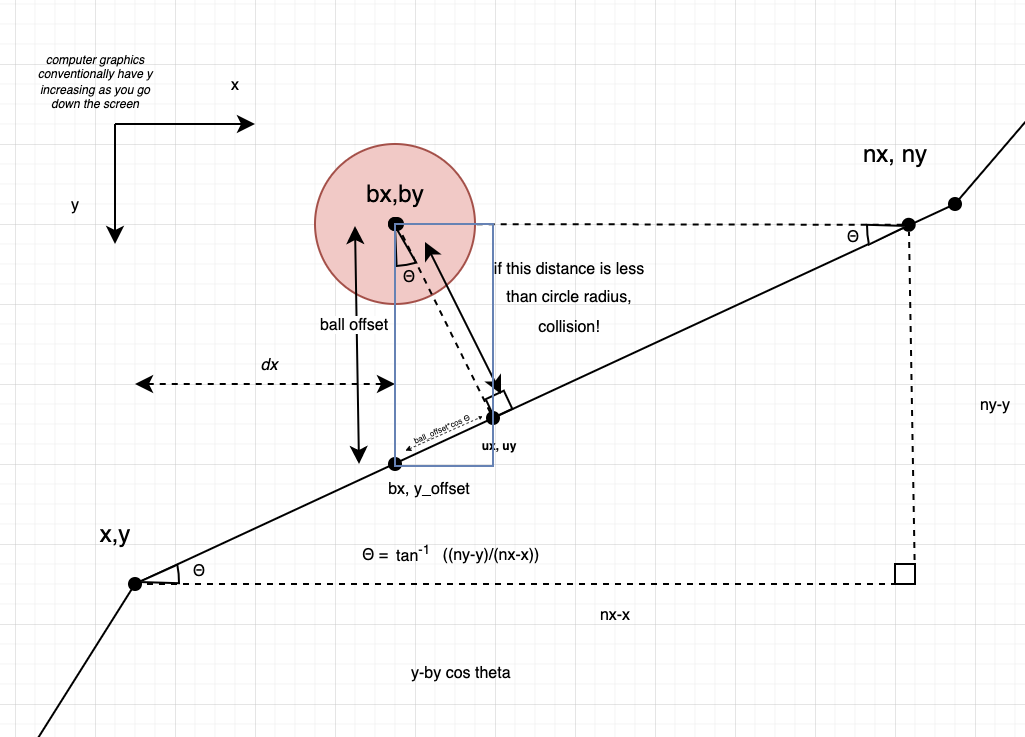 computer graphics
conventionally have y
increasing as you go
down the screen
x
y
nx, ny
bx,by
Θ
Θ
if this distance is less
than circle radius,
collision!
ball offset
dx
ny-y
ball_offset*cos Θ
ux, uy
bx, y_offset
x,y
Θ
Θ = tan⁻¹ ((ny-y)/(nx-x))
nx-x
y-by cos theta